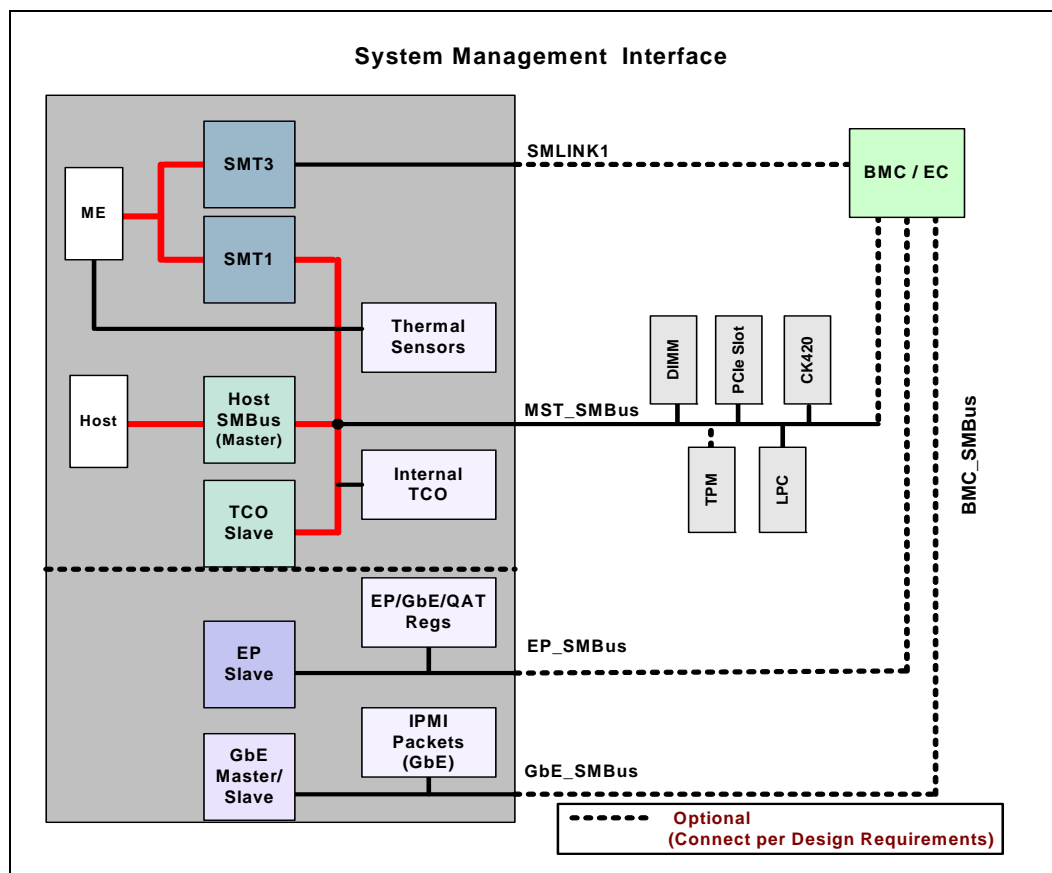 System Management Interface
SMT3
SMLINK1
BMC / EC
ME
SMT1
Thermal
Sensors
DIMM
PCIe Slot
CK420
Host
Host
SMBus
(Master)
MST_SMBus
TPM
LPC
BMC_SMBus
Internal
TCO
TCO
Slave
EP/GbE/QAT
Regs
EP
Slave
EP_SMBus
IPMI
Packets
(GbE)
GbE
Master/
Slave
GbE_SMBus
Optional
(Connect per Design Requirements)